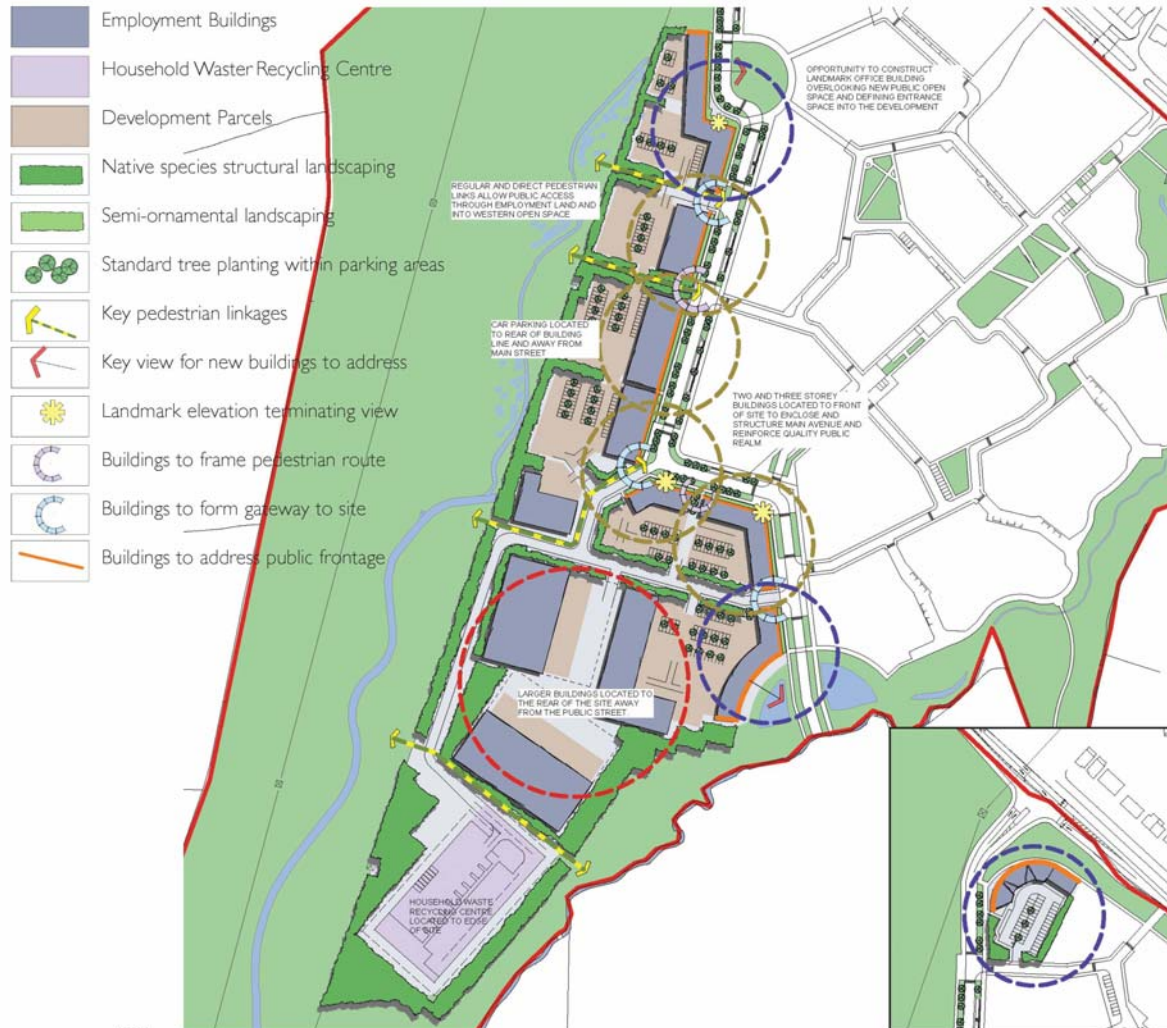 Employment Buildings
Household Waster Recycling Centre
Development Parcels
Native species structural landscaping
Semi-ornamental landscaping
Standard tree planting within parking areas
Key pedestrian linkages
Key view for new buildings to address
Landmark elevation terminating view
Buildings to frame pedestrian route
Buildings to form gateway to site
Buildings to address public frontage
OPPORTUNITY TO CONSTRUCT
LANDMARK OFFICE BUILDING
OVERLOOKING NEW PUBLIC OPEN
SPACE AND DEFINING ENTRANCE
SPACE INTO THE DEVELOPMENT
REGULAR AND DIRECT PEDESTRIAN
LINKS ALLOW PUBLIC ACCESS
THROUGH EMPLOYMENT LAND AND
INTO WESTERN OPEN SPACE
CAR PARKING LOCATED
TO REAR OF BUILDING
LINE AND AWAY FROM
MAIN STREET
TWO AND THREE STOREY
BUILDINGS LOCATED TO FRONT
OF SITE TO ENCLOSE AND
STRUCTURE MAIN AVENUE AND
REINFORCE QUALITY PUBLIC
REALM
LARGER BUILDINGS LOCATED TO
THE REAR OF THE SITE AWAY
FROM THE PUBLIC STREET
HOUSEHOLD WASTE
RECYCLING CENTRE
LOCATED TO EDGE
OF SITE